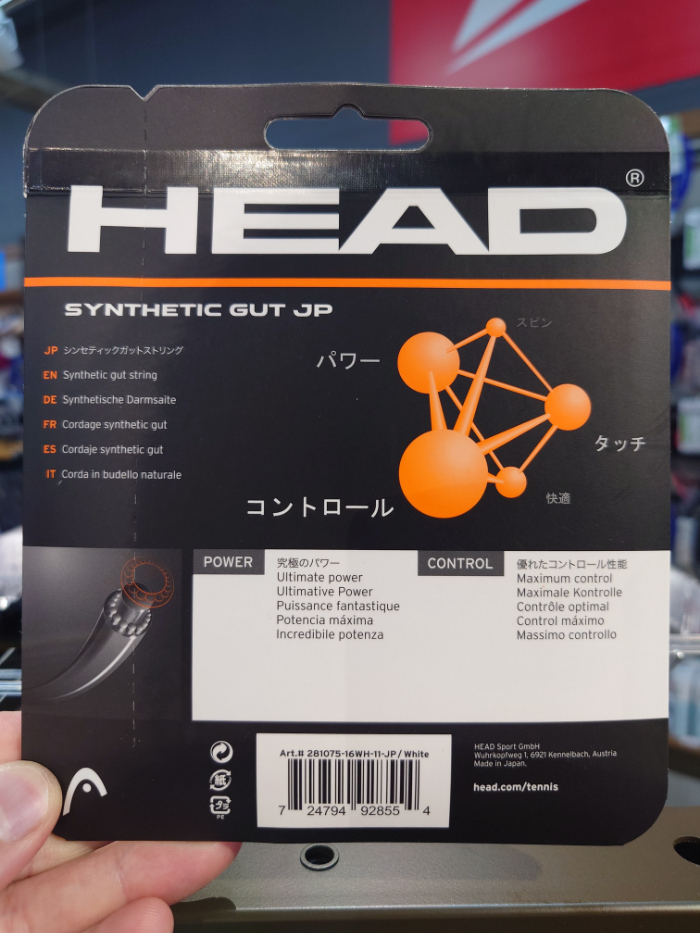 HEAD®
SYNTHETIC GUT JP
JP シンセティックガットストリング
EN Synthetic gut string
DE Synthetische Darmsaite
FR Cordage synthetic gut
ES Cordaje synthetic gut
IT Corda in budello naturale
スピン
パワー
タッチ
快適
コントロール
POWER
究極のパワー
Ultimate power
Ultimative Power
Puissance fantastique
Potencia máxima
Incredibile potenza
CONTROL
優れたコントロール性能
Maximum control
Maximale Kontrolle
Contrôle optimal
Control máximo
Massimo controllo
紙
プラ
PE
Art.# 281075-16WH-11-JP / White
7 24794 92855 4
HEAD Sport GmbH
Wuhrkopfweg 1, 6921 Kennelbach, Austria
Made in Japan.
head.com/tennis